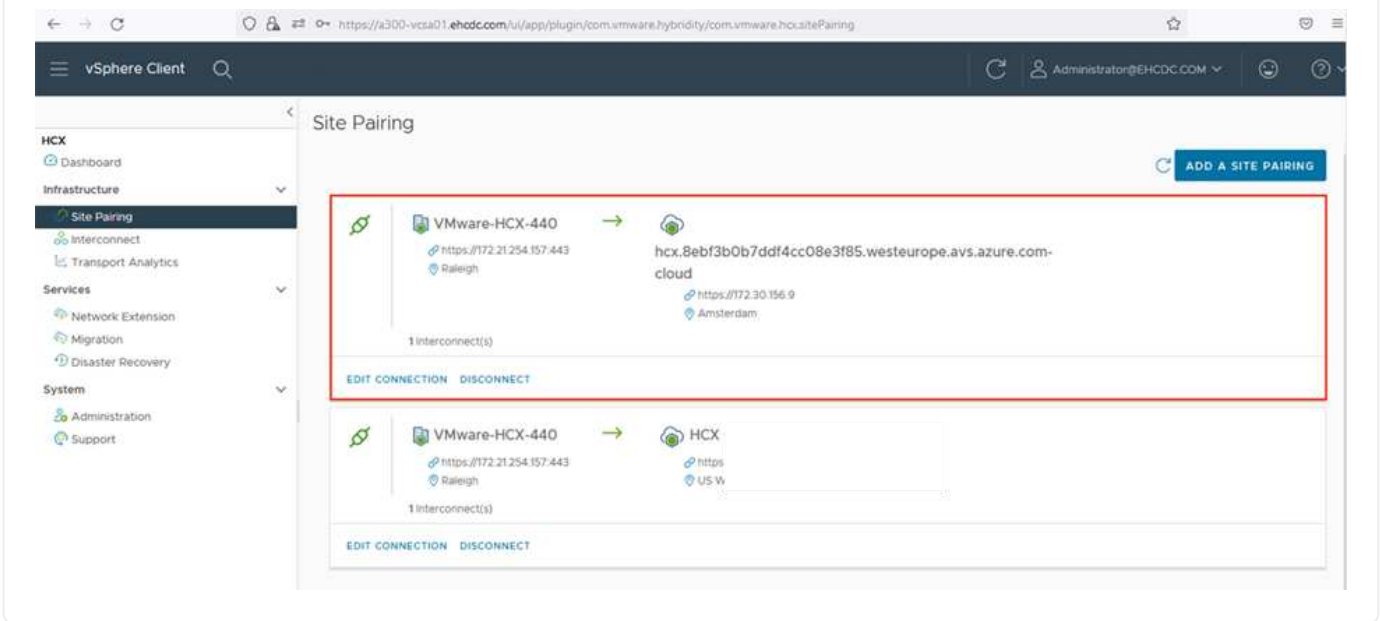 https://a300-vcsa01.ehcdc.com/ui/app/plugin/com.vmware.hybridity/com.vmware.hcx.sitePairing
vSphere Client
Administrator@EHCDC.COM
HCX
Dashboard
Infrastructure
Site Pairing
Interconnect
Transport Analytics
Services
Network Extension
Migration
Disaster Recovery
System
Administration
Support
Site Pairing
ADD A SITE PAIRING
VMware-HCX-440
https://172.21.254.157:443
Raleigh
hcx.8ebf3b0b7ddf4cc08e3f85.westeurope.avs.azure.com-
cloud
https://172.30.156.9
Amsterdam
1 Interconnect(s)
EDIT CONNECTION DISCONNECT
VMware-HCX-440
https://172.21.254.157:443
Raleigh
HCX
https
US W
1 Interconnect(s)
EDIT CONNECTION DISCONNECT